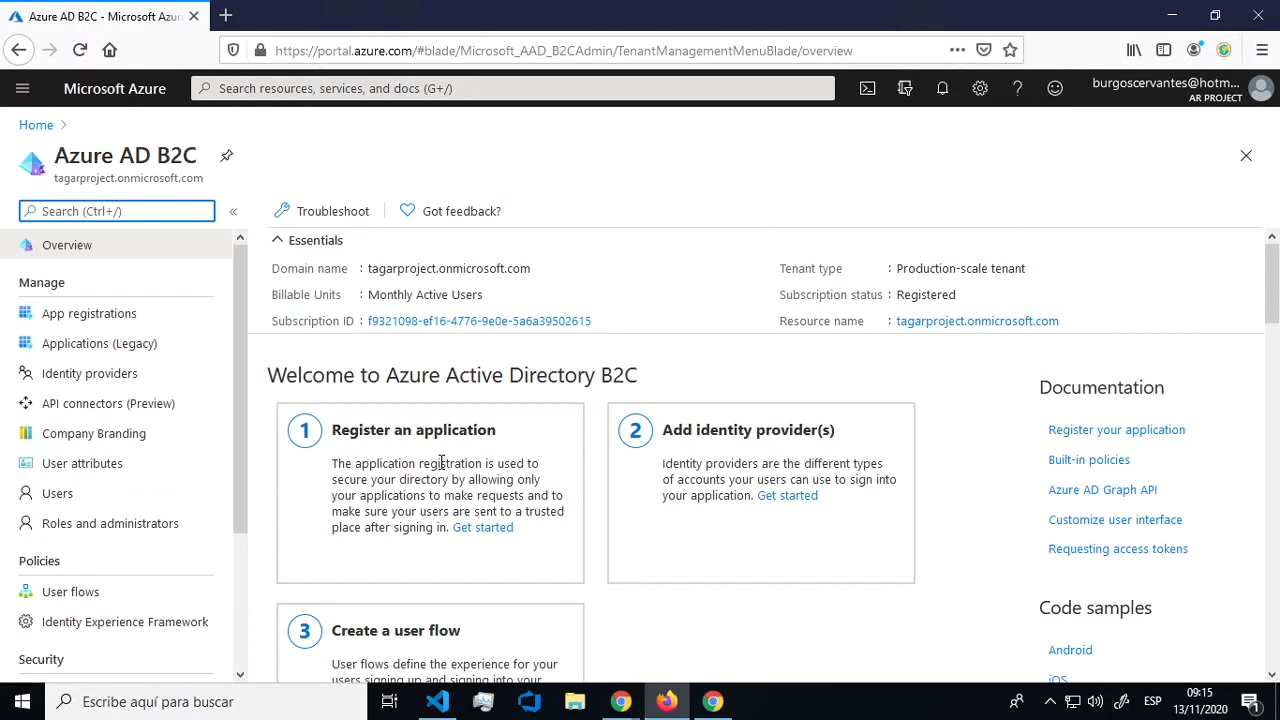 Azure AD B2C - Microsoft Azur
https://portal.azure.com/#blade/Microsoft_AAD_B2CAdmin/TenantManagementMenuBlade/overview
Microsoft Azure
Search resources, services, and docs (G+/)
burgoscervantes@hotm...
AR PROJECT
Home
Azure AD B2C
tagarproject.onmicrosoft.com
Search (Ctrl+/)
Troubleshoot
Got feedback?
Overview
Manage
App registrations
Applications (Legacy)
Identity providers
API connectors (Preview)
Company Branding
User attributes
Users
Roles and administrators
Policies
User flows
Identity Experience Framework
Security
Essentials
Domain name : tagarproject.onmicrosoft.com
Billable Units : Monthly Active Users
Subscription ID : f9321098-ef16-4776-9e0e-5a6a39502615
Tenant type : Production-scale tenant
Subscription status : Registered
Resource name : tagarproject.onmicrosoft.com
Welcome to Azure Active Directory B2C
1 Register an application
The application registration is used to
secure your directory by allowing only
your applications to make requests and to
make sure your users are sent to a trusted
place after signing in. Get started
2 Add identity provider(s)
Identity providers are the different types
of accounts your users can use to sign into
your application. Get started
3 Create a user flow
User flows define the experience for your
users signing up and signing into your
Documentation
Register your application
Built-in policies
Azure AD Graph API
Customize user interface
Requesting access tokens
Code samples
Android
iOS
Escribe aquí para buscar
ESP
09:15
13/11/2020
1